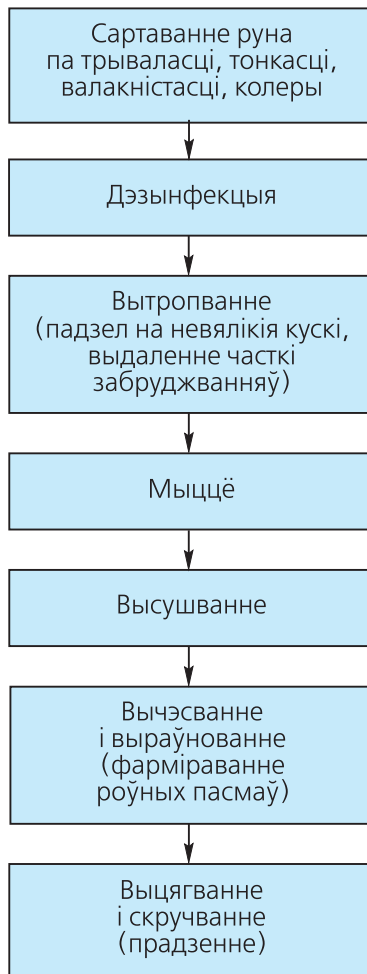 Сартаванне руна
па трываласці, тонкасці,
валакністасці, колеры
Дэзынфекцыя
Вытропванне
(падзел на невялікія кускі,
выдаленне часткі
забруджванняў)
Мыццё
Высушванне
Вычэсванне
і выраўнованне
(фарміраванне
роўных пасмаў)
Выцягванне
і скручванне
(прадзенне)